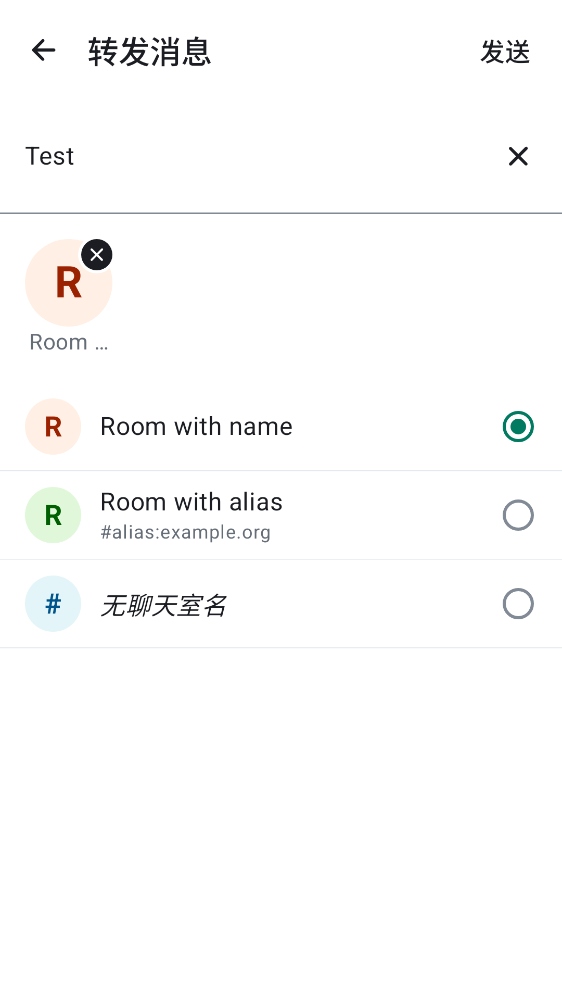 转发消息
发送
Test
R
Room …
R
Room with name
R
Room with alias
#alias:example.org
#
无聊天室名